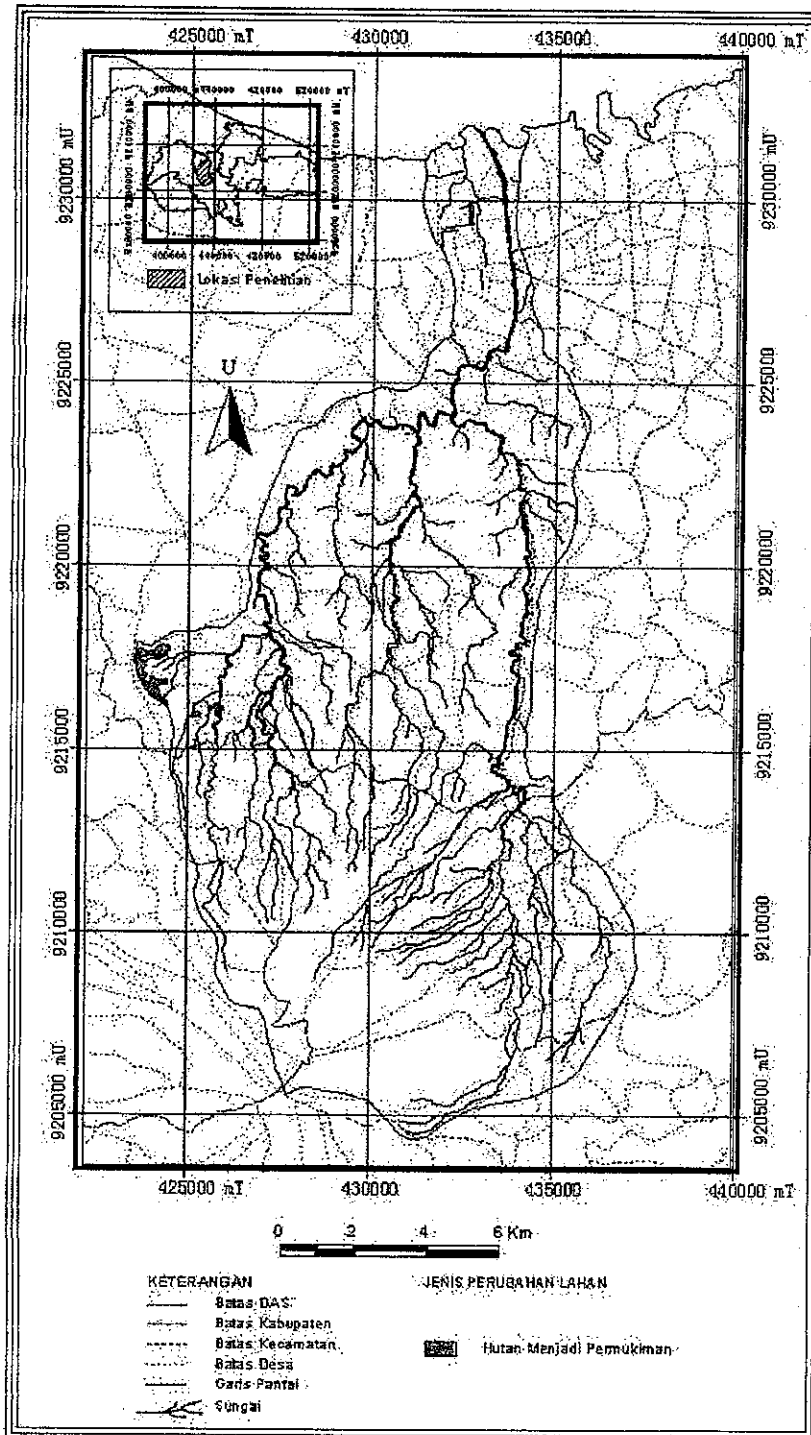 425000 mT 430000 435000 440000 mT
Lokasi Penelitian
U
9230000 mU
9225000
9220000
9215000
9210000
9205000 mU
9230000 mU
9225000
9220000
9215000
9210000
9205000 mU
425000 mT 430000 435000 440000 mT
0 2 4 6 Km
KETERANGAN
Batas DAS
Batas Kabupaten
Batas Kecamatan
Batas Desa
Garis Pantai
Sungai
JENIS PERUBAHAN LAHAN
Hutan Menjadi Permukiman